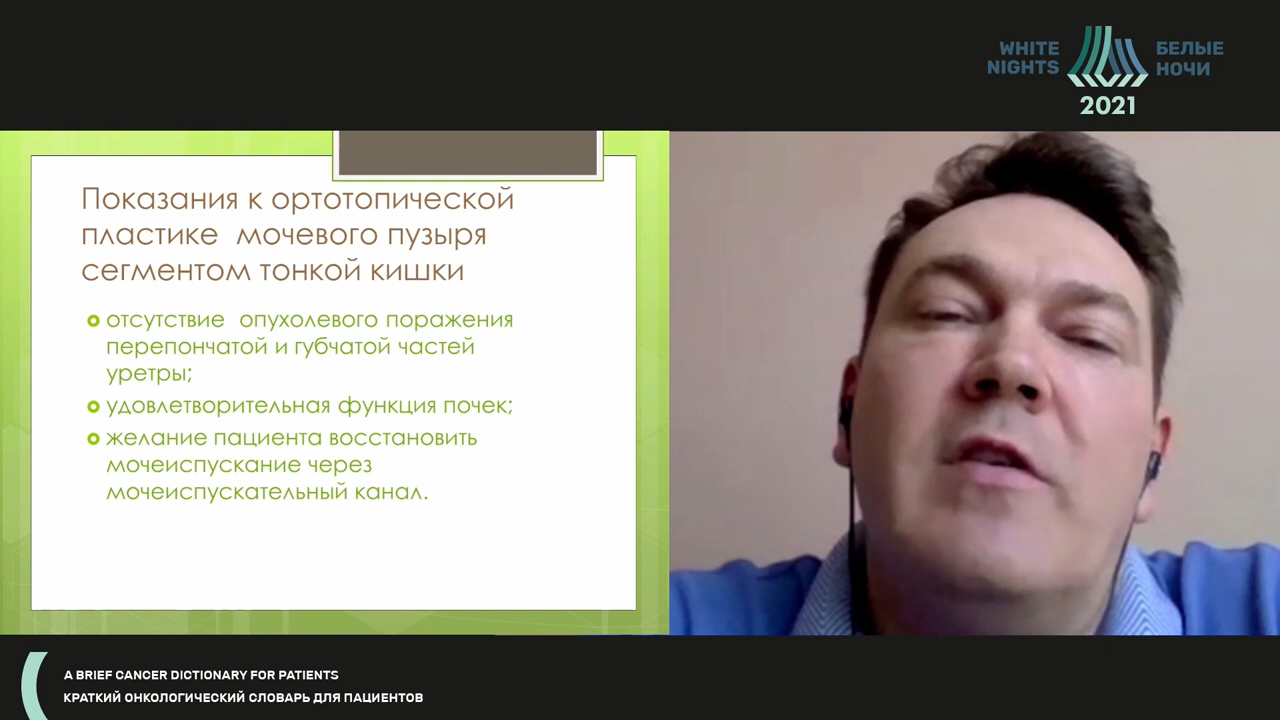 WHITE
NIGHTS
БЕЛЫЕ
НОЧИ
2021
Показания к ортотопической
пластике мочевого пузыря
сегментом тонкой кишки
отсутствие опухолевого поражения
перепончатой и губчатой частей
уретры;
удовлетворительная функция почек;
желание пациента восстановить
мочеиспускание через
мочеиспускательный канал.
A BRIEF CANCER DICTIONARY FOR PATIENTS
КРАТКИЙ ОНКОЛОГИЧЕСКИЙ СЛОВАРЬ ДЛЯ ПАЦИЕНТОВ